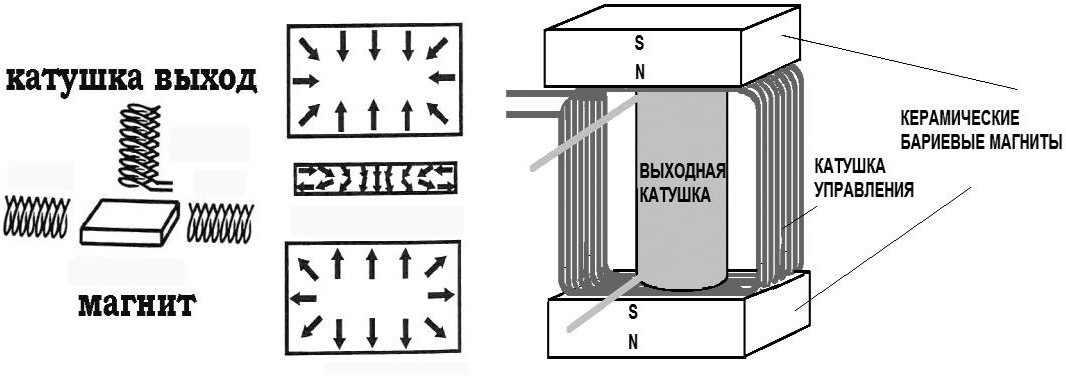 катушка выход
магнит
S
N
ВЫХОДНАЯ
КАТУШКА
S
N
КЕРАМИЧЕСКИЕ
БАРИЕВЫЕ МАГНИТЫ
КАТУШКА
УПРАВЛЕНИЯ